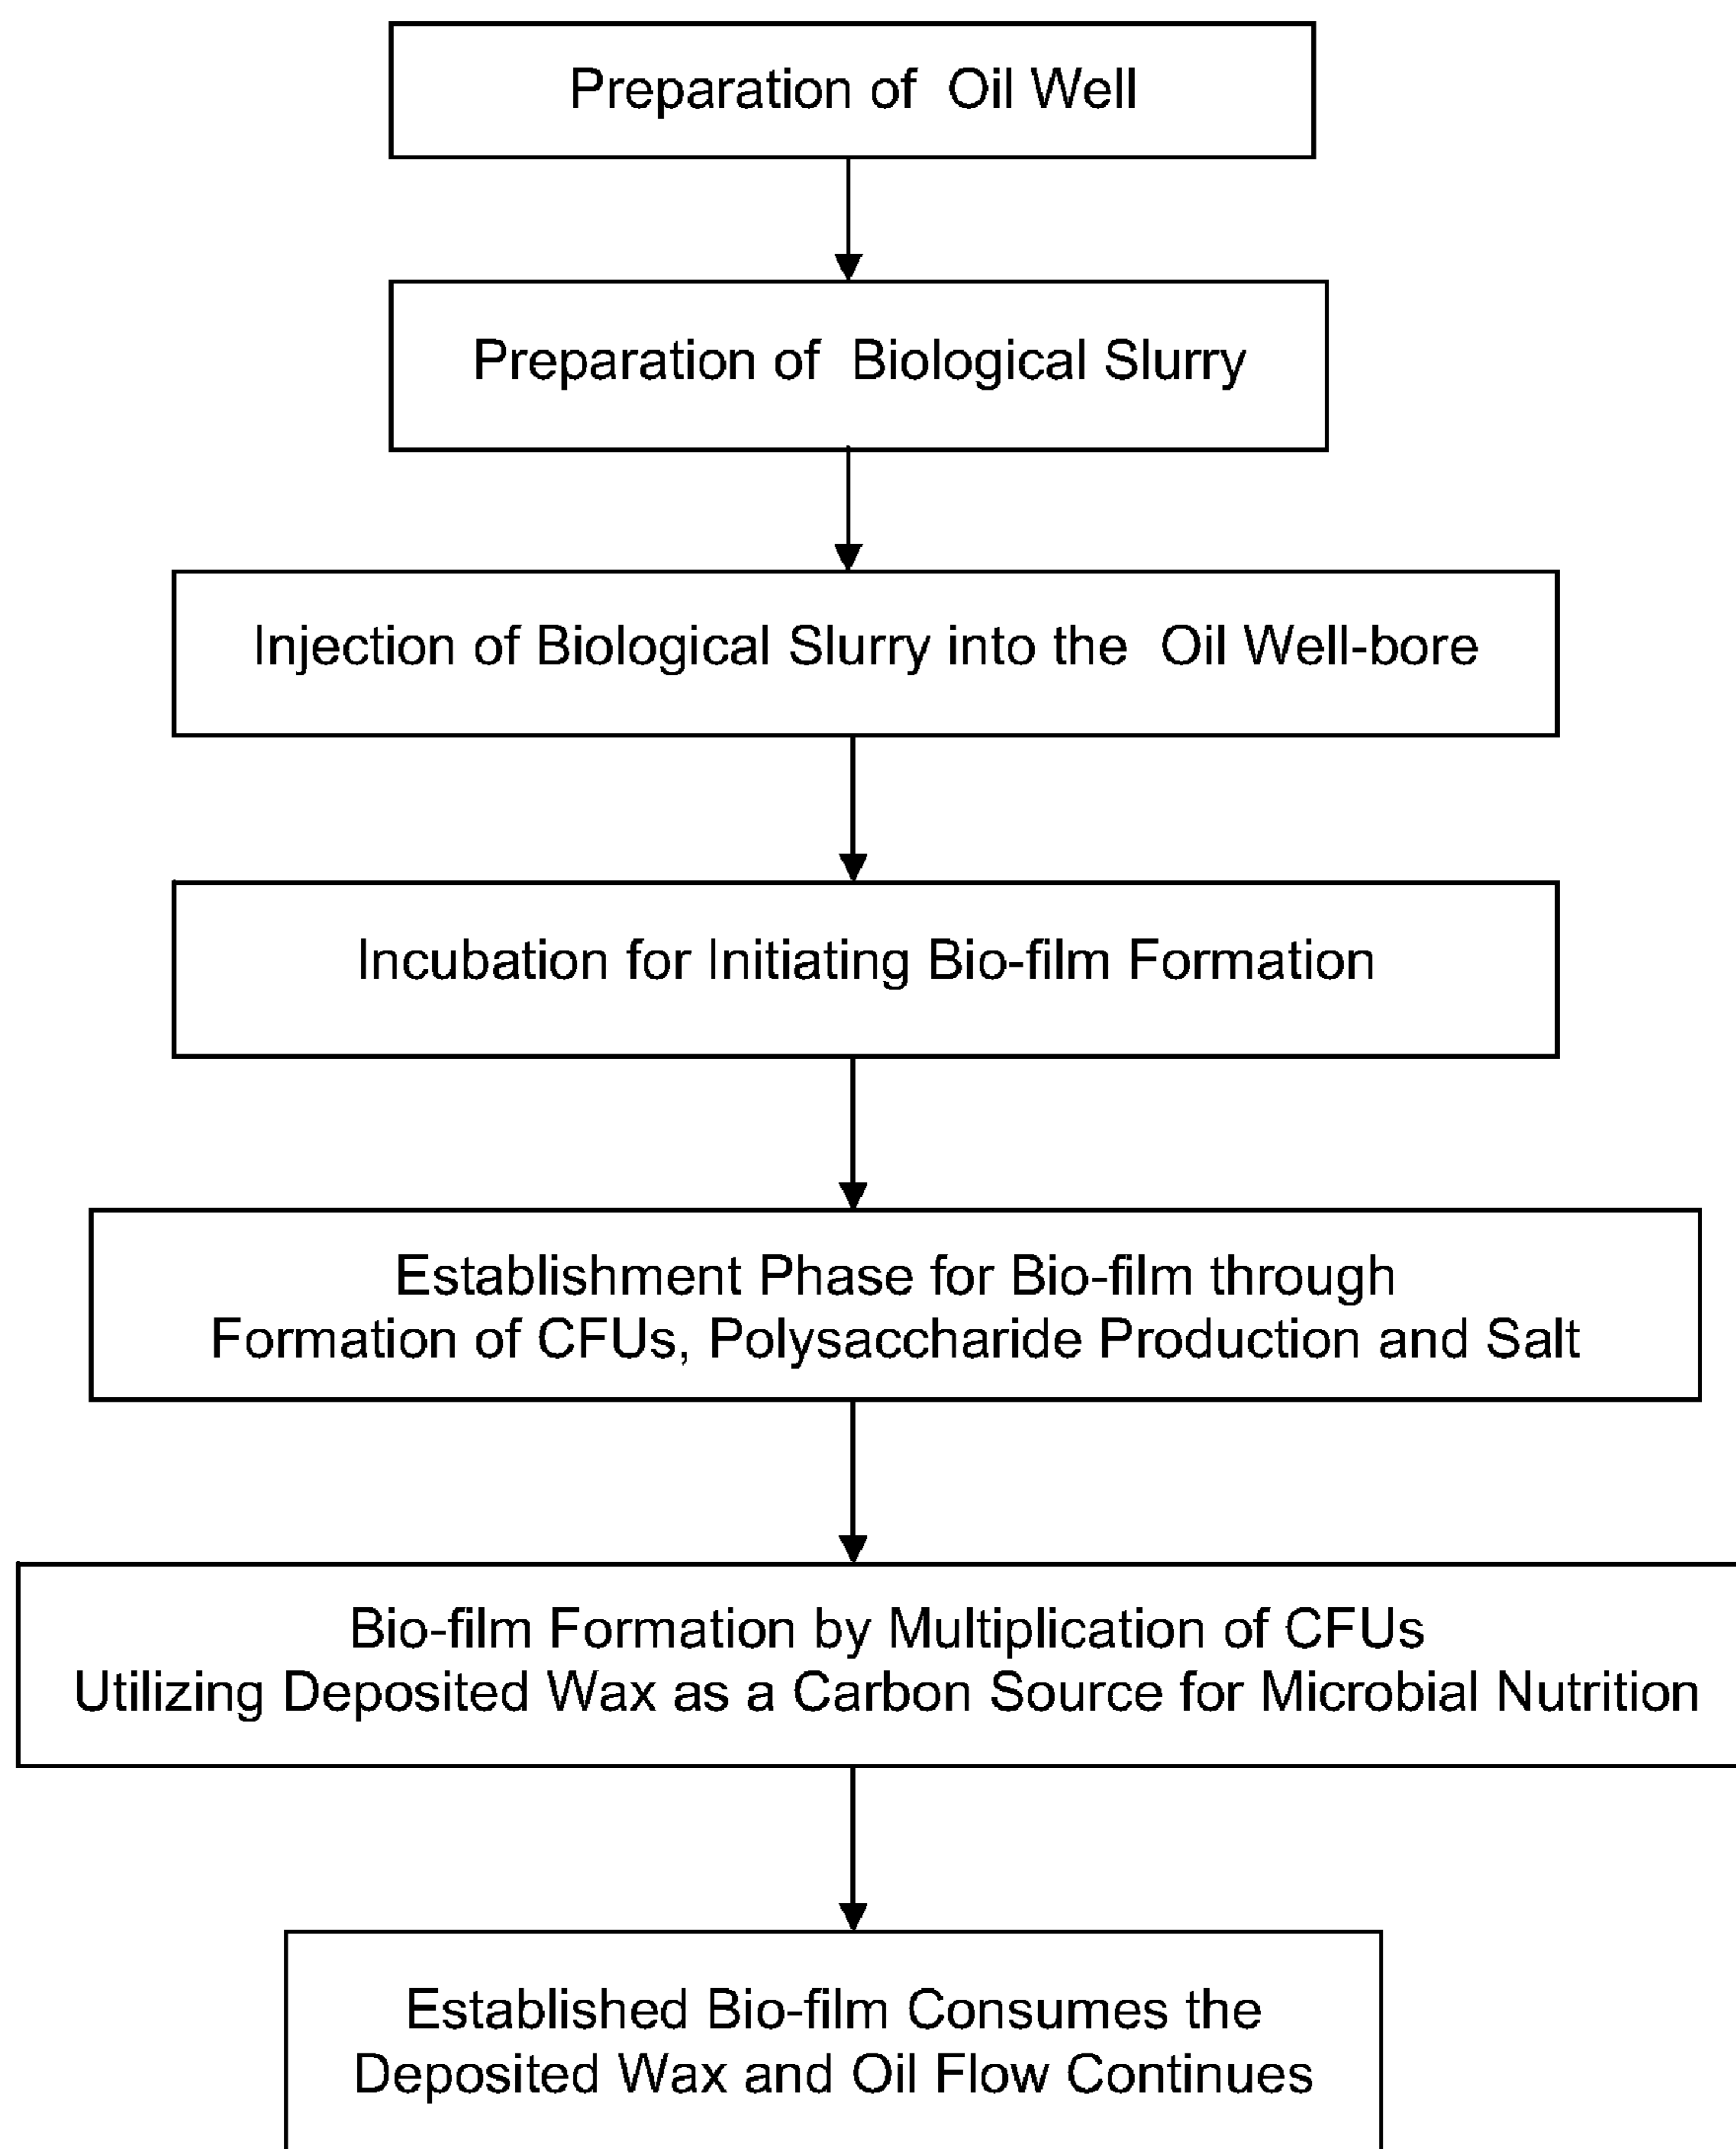 Preparation of Oil Well
Preparation of Biological Slurry
Injection of Biological Slurry into the Oil Well-bore
Incubation for Initiating Bio-film Formation
Establishment Phase for Bio-film through
Formation of CFUs, Polysaccharide Production and Salt
Bio-film Formation by Multiplication of CFUs
Utilizing Deposited Wax as a Carbon Source for Microbial Nutrition
Established Bio-film Consumes the
Deposited Wax and Oil Flow Continues